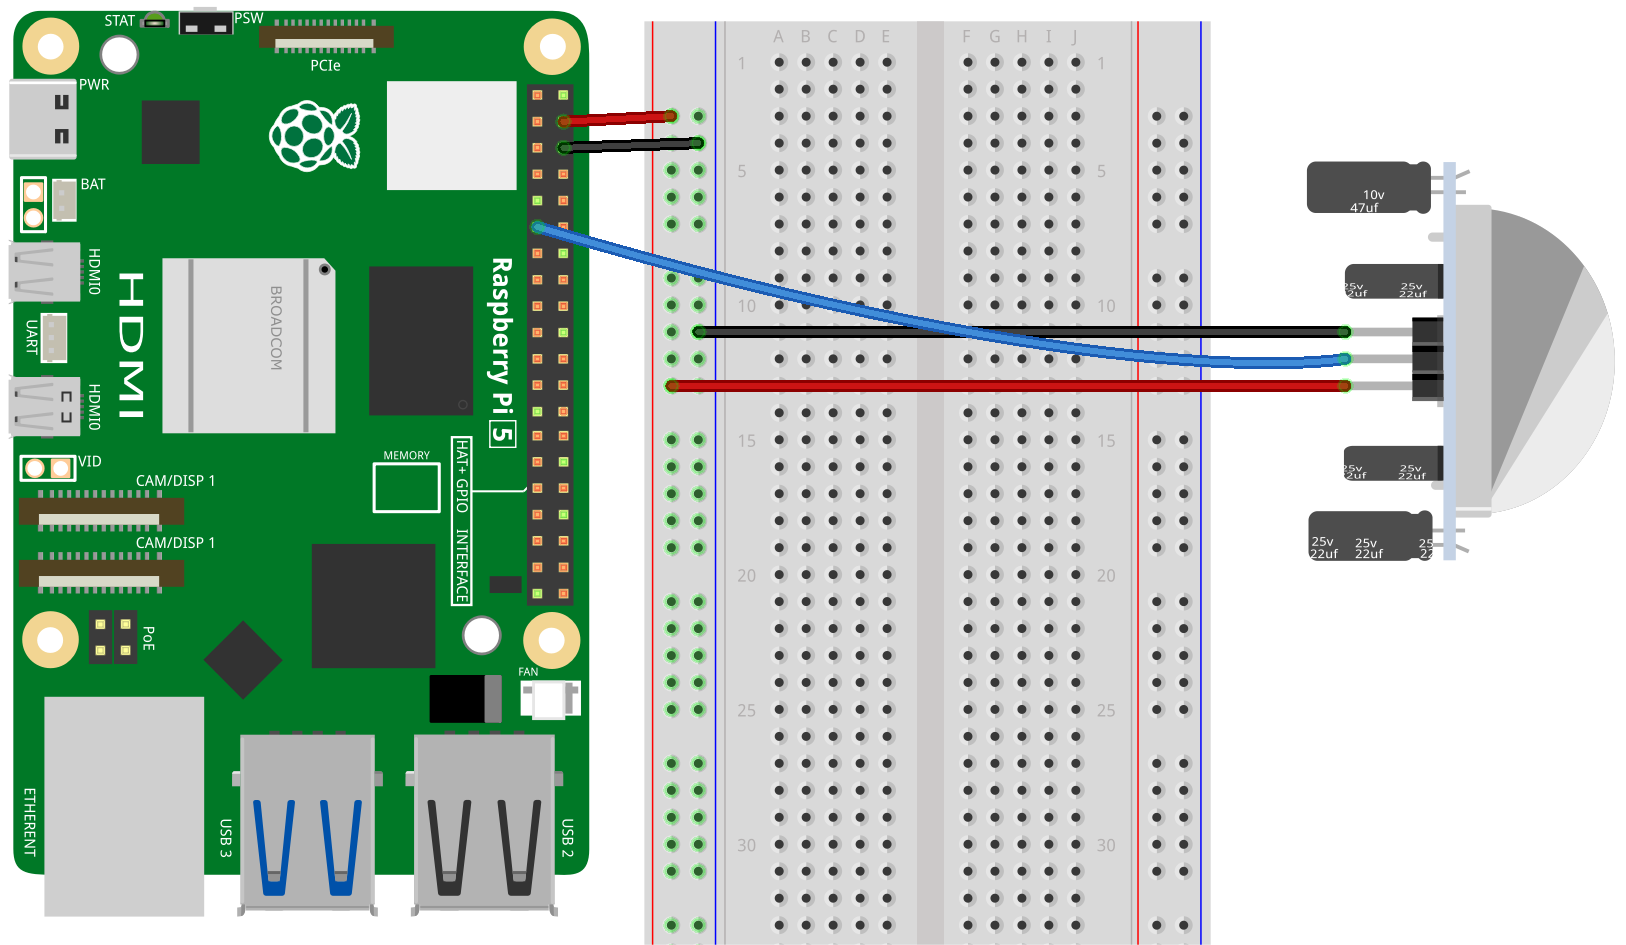 STAT
PSW
PCIe
PWR
BAT
HDMI0
UART
HDMI0
HDMI
BROADCOM
Raspberry Pi 5
VID
MEMORY
CAM/DISP 1
CAM/DISP 1
HAT+ GPIO INTERFACE
PoE
FAN
ETHERENT
USB 3
USB 2
A B C D E F G H I J
1 1
5 5
10 10
15 15
20 20
25 25
30 30
10v
47uf
25v 25v
22uf 22uf
25v 25v
22uf 22uf
25v 25v 25
22uf 22uf 22